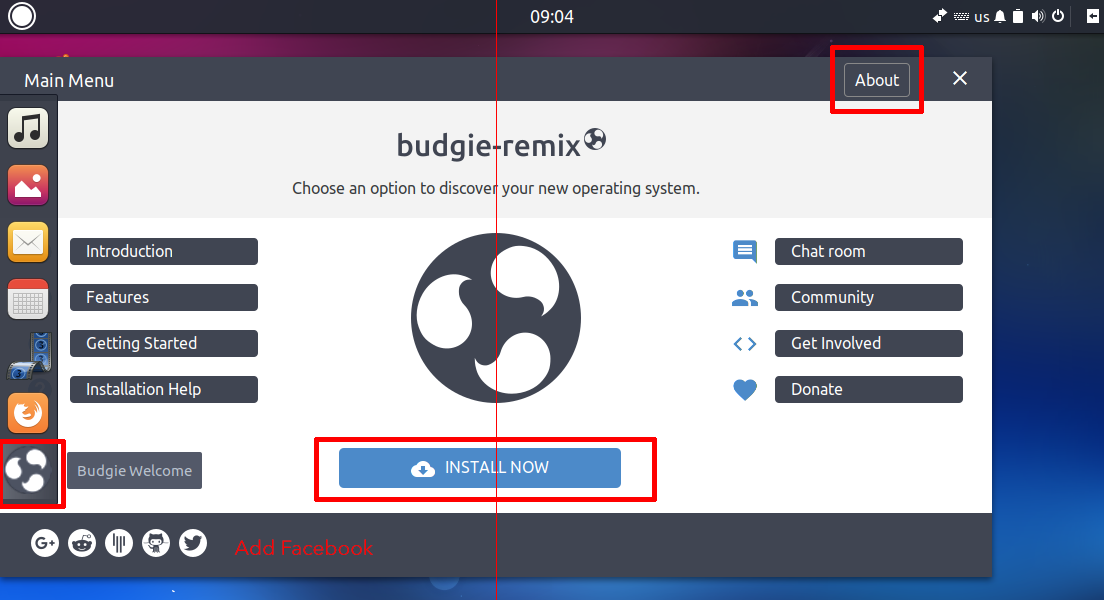 09:04
us
Main Menu
About
budgie-remix
Choose an option to discover your new operating system.
Introduction
Chat room
Features
Community
Getting Started
Get Involved
Installation Help
Donate
Budgie Welcome
INSTALL NOW
G+
Add Facebook